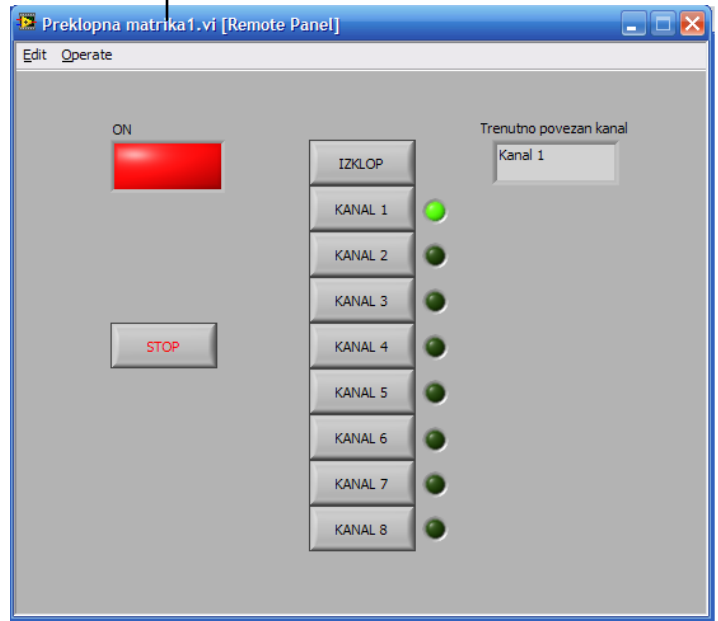 Preklopna matrika1.vi [Remote Panel]
Edit Operate
ON
Trenutno povezan kanal
Kanal 1
IZKLOP
KANAL 1
KANAL 2
KANAL 3
STOP
KANAL 4
KANAL 5
KANAL 6
KANAL 7
KANAL 8